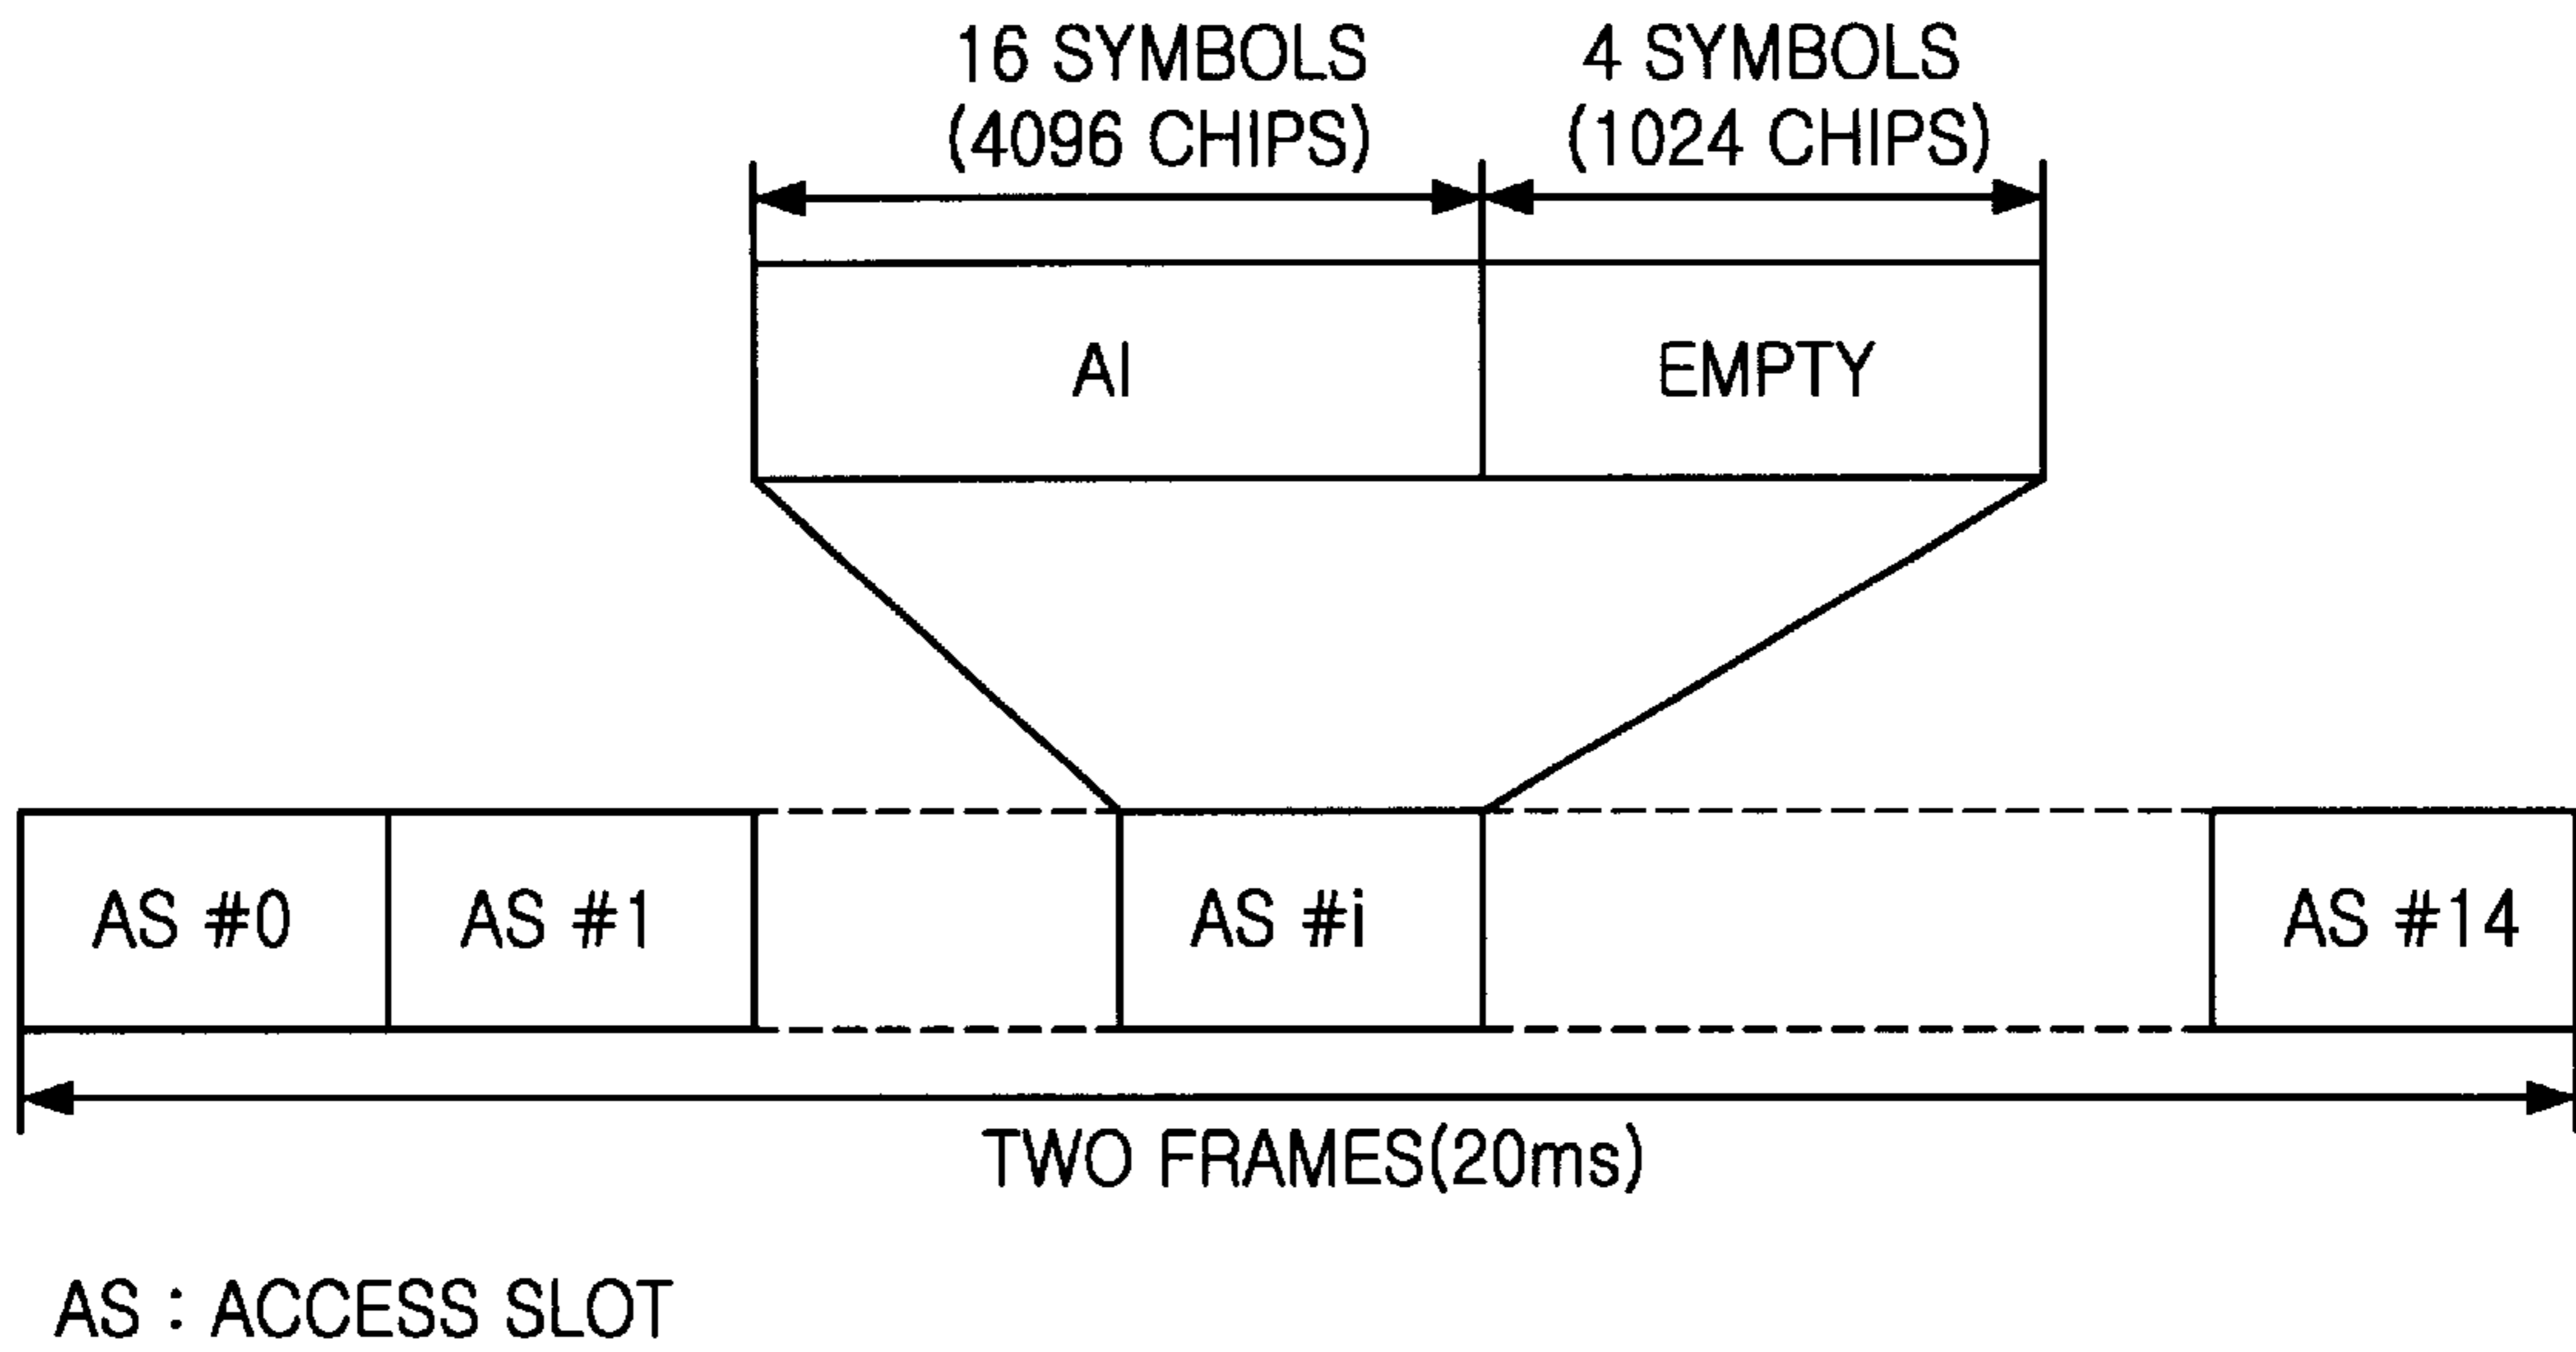 16 SYMBOLS
(4096 CHIPS)
4 SYMBOLS
(1024 CHIPS)
AI
EMPTY
AS #0
AS #1
AS #i
AS #14
TWO FRAMES(20ms)
AS : ACCESS SLOT